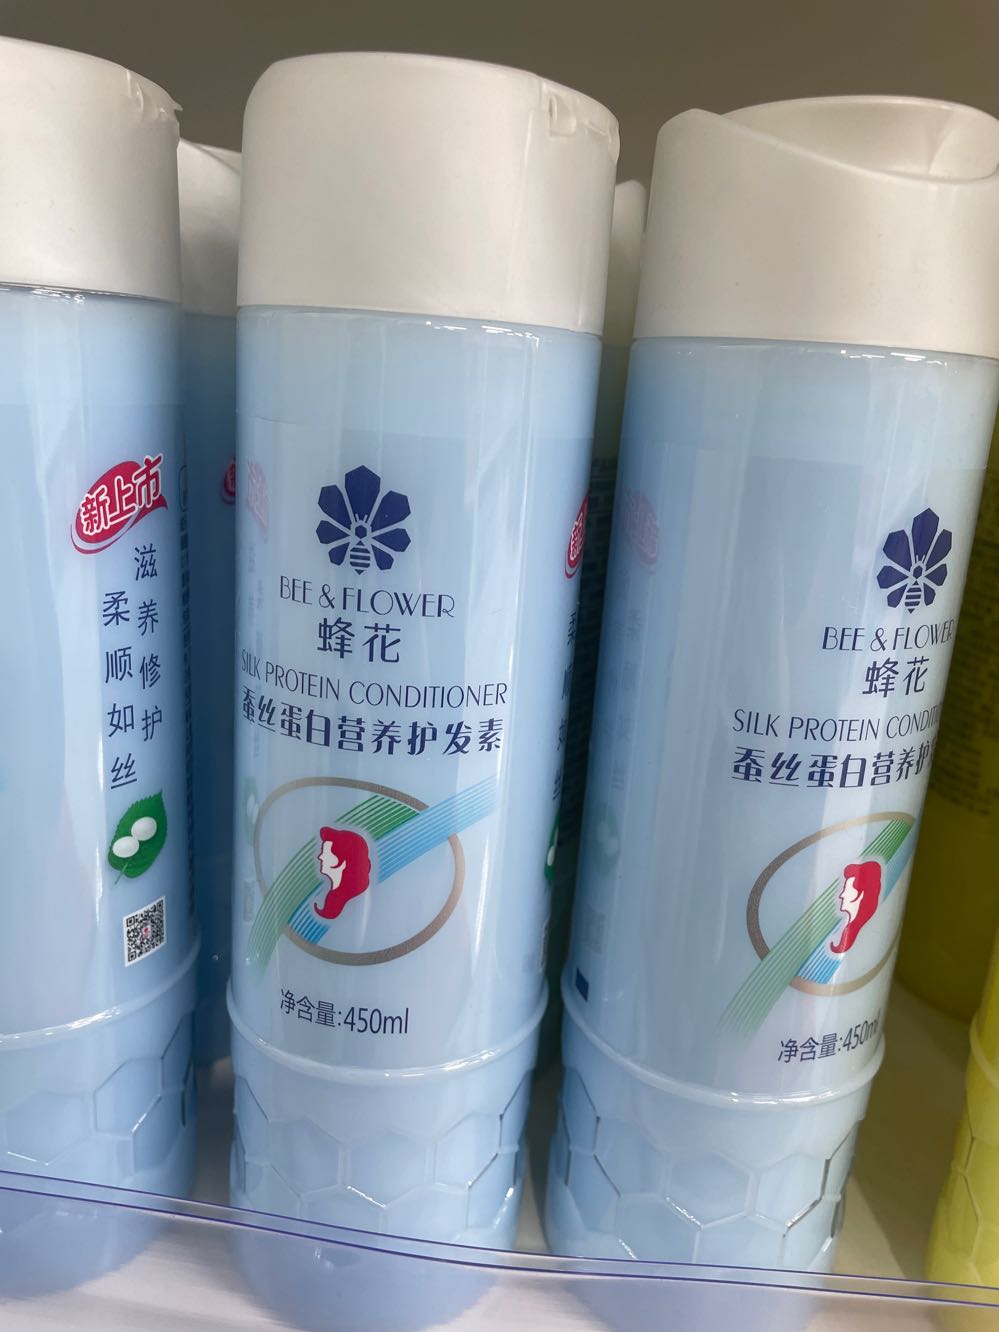 新上市
滋养修护
柔顺如丝
BEE & FLOWER
蜂花
SILK PROTEIN CONDITIONER
蚕丝蛋白营养护发素
净含量:450ml
BEE & FLOWER
蜂花
SILK PROTEIN CONDI
蚕丝蛋白营养护
净含量:450ml